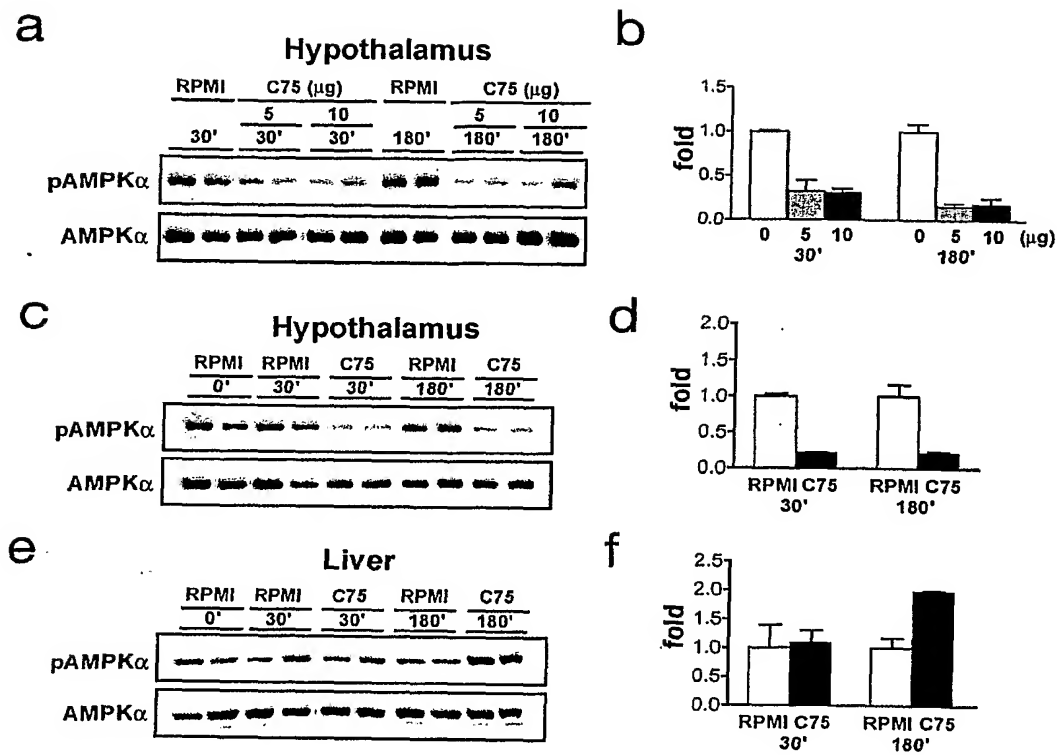 a
Hypothalamus
RPMI C75 (μg) RPMI C75 (μg)
5 10 5 10
30' 30' 30' 180' 180' 180'
pAMPKα
AMPKα
b
fold
1.5
1.0
0.5
0.0
0 5 10 0 5 10 (μg)
30' 180'
c
Hypothalamus
RPMI RPMI C75 RPMI C75
0' 30' 30' 180' 180'
pAMPKα
AMPKα
d
fold
2.0
1.5
1.0
0.5
0.0
RPMI C75 RPMI C75
30' 180'
e
Liver
RPMI RPMI C75 RPMI C75
0' 30' 30' 180' 180'
pAMPKα
AMPKα
f
fold
2.5
2.0
1.5
1.0
0.5
0.0
RPMI C75 RPMI C75
30' 180'